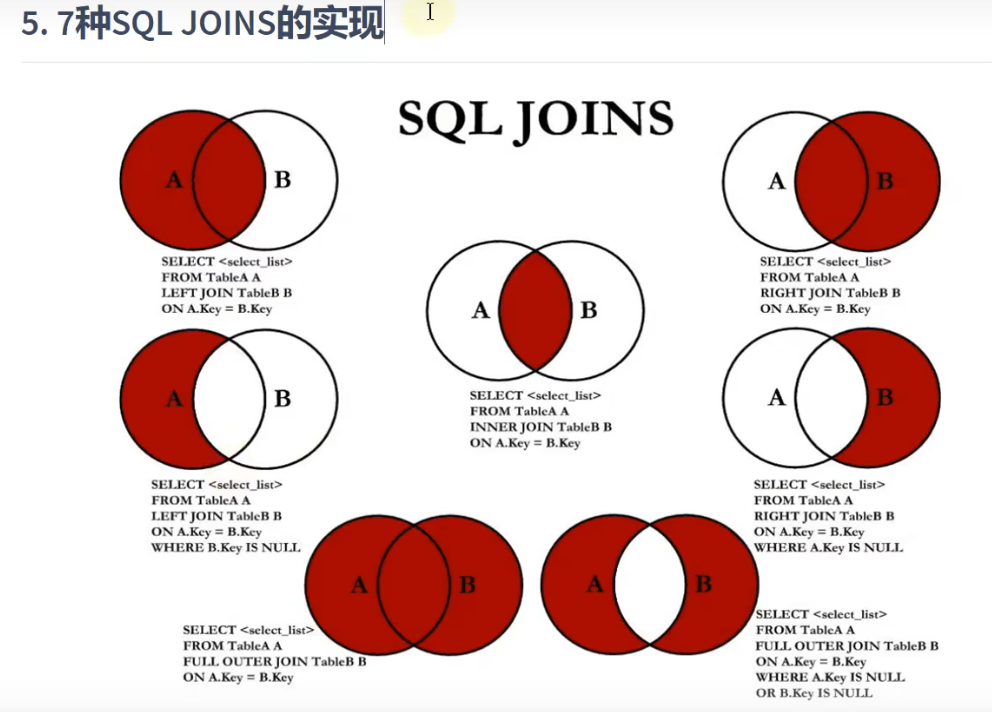 5. 7种SQL JOINS的实现
SQL JOINS
A
B
SELECT <select_list>
FROM TableA A
LEFT JOIN TableB B
ON A.Key = B.Key
A
B
SELECT <select_list>
FROM TableA A
RIGHT JOIN TableB B
ON A.Key = B.Key
A
B
SELECT <select_list>
FROM TableA A
INNER JOIN TableB B
ON A.Key = B.Key
A
B
SELECT <select_list>
FROM TableA A
LEFT JOIN TableB B
ON A.Key = B.Key
WHERE B.Key IS NULL
A
B
SELECT <select_list>
FROM TableA A
RIGHT JOIN TableB B
ON A.Key = B.Key
WHERE A.Key IS NULL
A
B
SELECT <select_list>
FROM TableA A
FULL OUTER JOIN TableB B
ON A.Key = B.Key
A
B
SELECT <select_list>
FROM TableA A
FULL OUTER JOIN TableB B
ON A.Key = B.Key
WHERE A.Key IS NULL
OR B.Key IS NULL